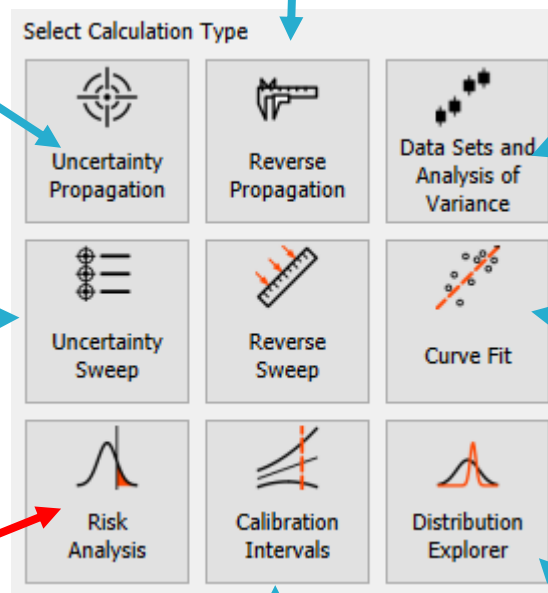 Select Calculation Type
Uncertainty
Propagation
Reverse
Propagation
Data Sets and
Analysis of
Variance
Uncertainty
Sweep
Reverse
Sweep
Curve Fit
Risk
Analysis
Calibration
Intervals
Distribution
Explorer